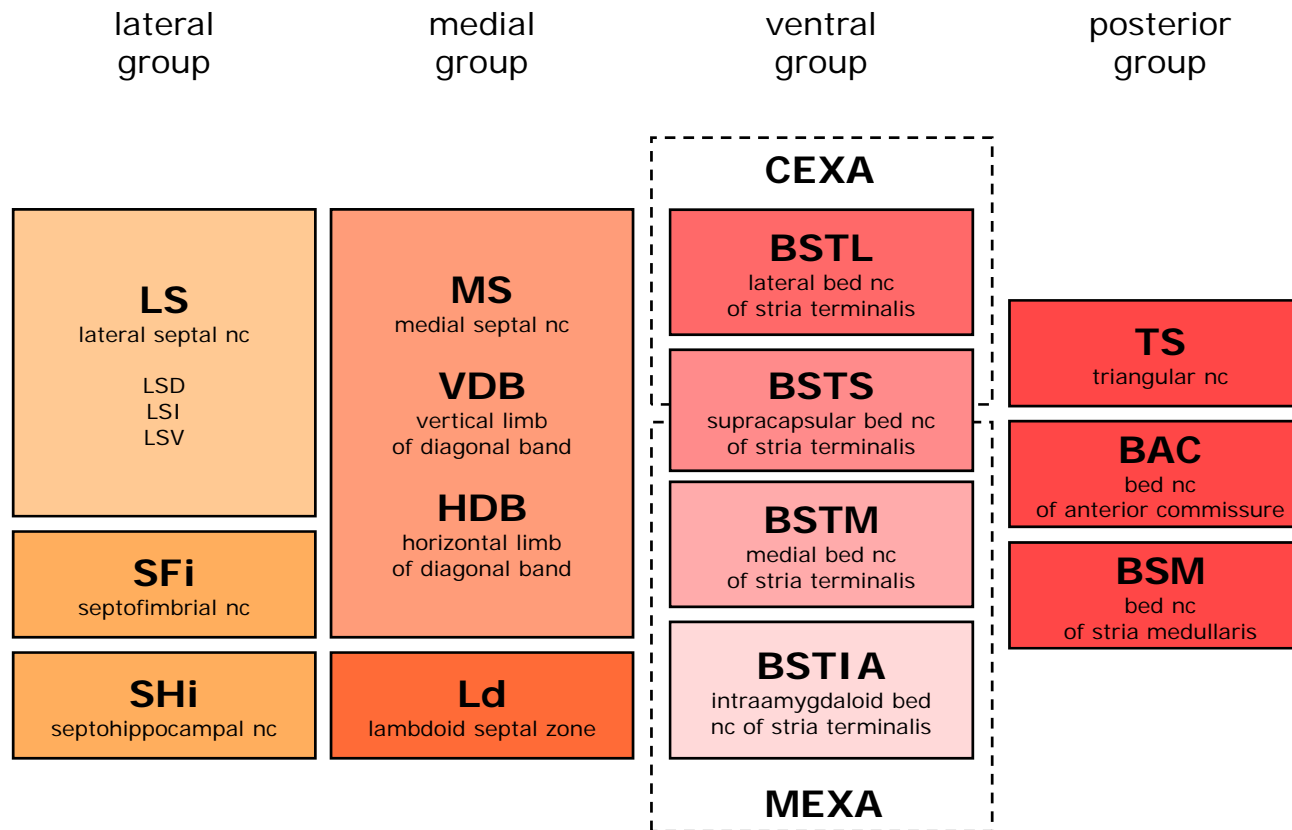 lateral
group
medial
group
ventral
group
posterior
group
LS
lateral septal nc
LSD
LSI
LSV
SFi
septofimbrial nc
SHi
septohippocampal nc
MS
medial septal nc
VDB
vertical limb
of diagonal band
HDB
horizontal limb
of diagonal band
Ld
lambdoid septal zone
CEXA
BSTL
lateral bed nc
of stria terminalis
BSTS
supracapsular bed nc
of stria terminalis
BSTM
medial bed nc
of stria terminalis
BSTIA
intraamygdaloid bed
nc of stria terminalis
MEXA
TS
triangular nc
BAC
bed nc
of anterior commissure
BSM
bed nc
of stria medullaris